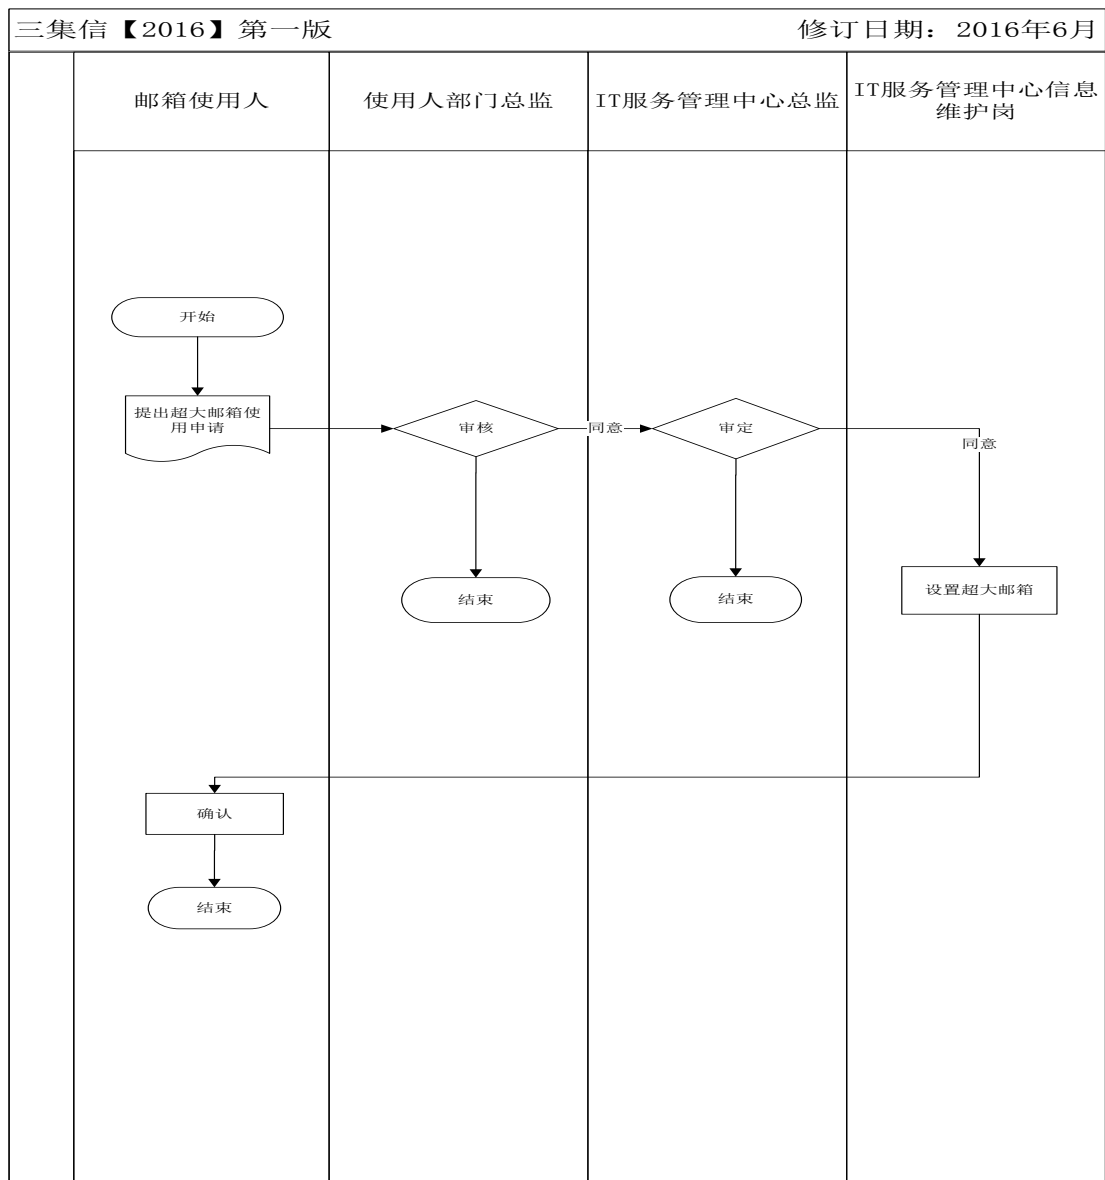 三集信【2016】第一版
修订日期：2016年6月
邮箱使用人
使用人部门总监
IT服务管理中心总监
IT服务管理中心信息
维护岗
开始
提出超大邮箱使
用申请
审核
同意
审定
同意
结束
结束
设置超大邮箱
确认
结束